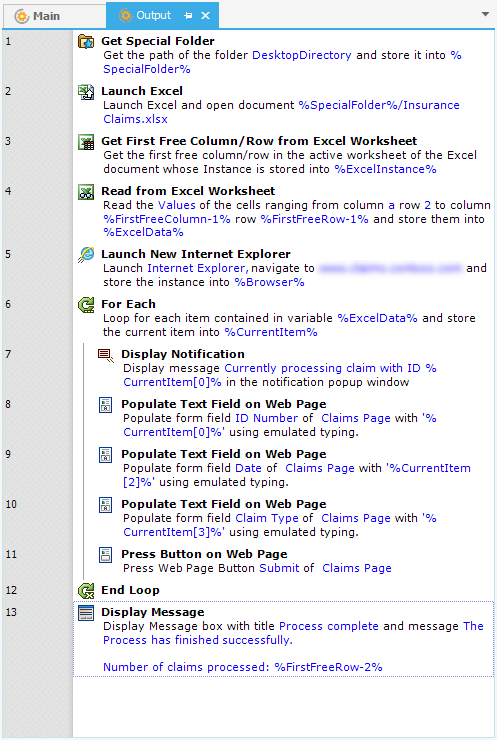 Main
Output
1
Get Special Folder
Get the path of the folder DesktopDirectory and store it into %
SpecialFolder%
2
Launch Excel
Launch Excel and open document %SpecialFolder%/Insurance
Claims.xlsx
3
Get First Free Column/Row from Excel Worksheet
Get the first free column/row in the active worksheet of the Excel
document whose Instance is stored into %ExcelInstance%
4
Read from Excel Worksheet
Read the Values of the cells ranging from column a row 2 to column
%FirstFreeColumn-1% row %FirstFreeRow-1% and store them into
%ExcelData%
5
Launch New Internet Explorer
Launch Internet Explorer, navigate to and
store the instance into %Browser%
6
For Each
Loop for each item contained in variable %ExcelData% and store
the current item into %CurrentItem%
7
Display Notification
Display message Currently processing claim with ID %
CurrentItem[0]% in the notification popup window
8
Populate Text Field on Web Page
Populate form field ID Number of Claims Page with '%
CurrentItem[0]%' using emulated typing.
9
Populate Text Field on Web Page
Populate form field Date of Claims Page with '%CurrentItem
[2]%' using emulated typing.
10
Populate Text Field on Web Page
Populate form field Claim Type of Claims Page with '%
CurrentItem[3]%' using emulated typing.
11
Press Button on Web Page
Press Web Page Button Submit of Claims Page
12
End Loop
13
Display Message
Display Message box with title Process complete and message The
Process has finished successfully.
Number of claims processed: %FirstFreeRow-2%